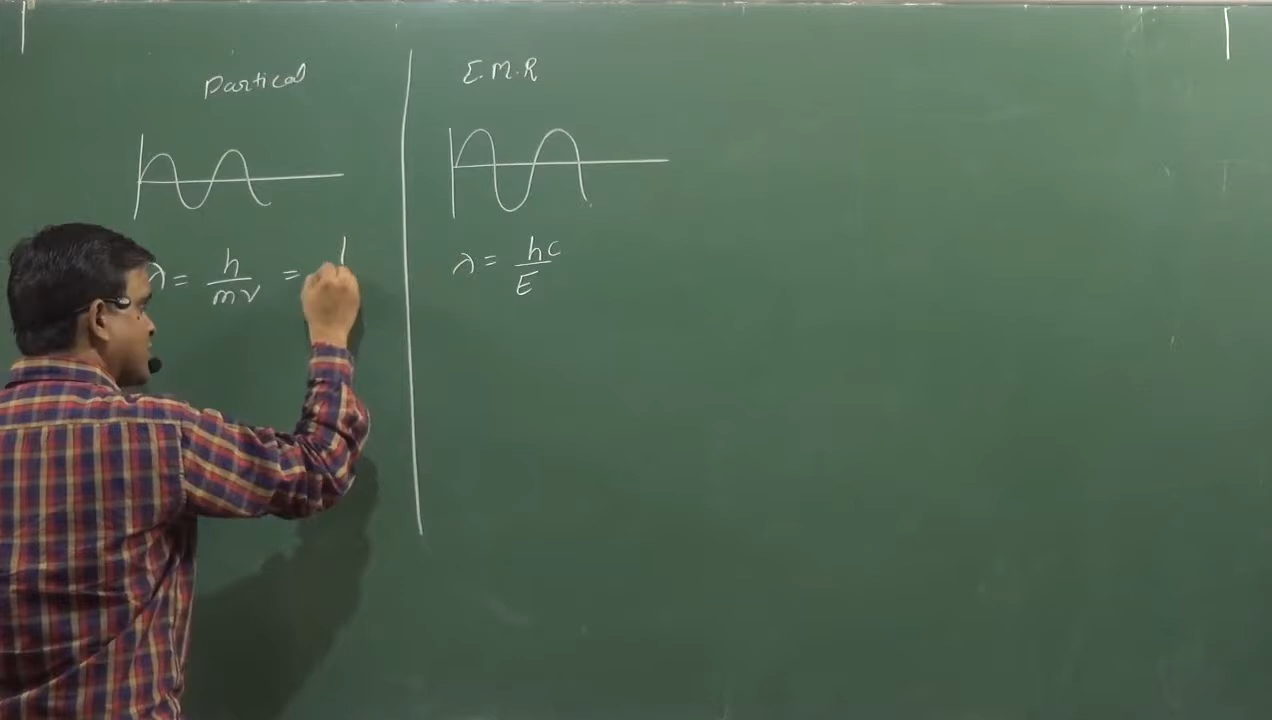 Partical
E.M.R
λ = h/mv =
λ = hc/E